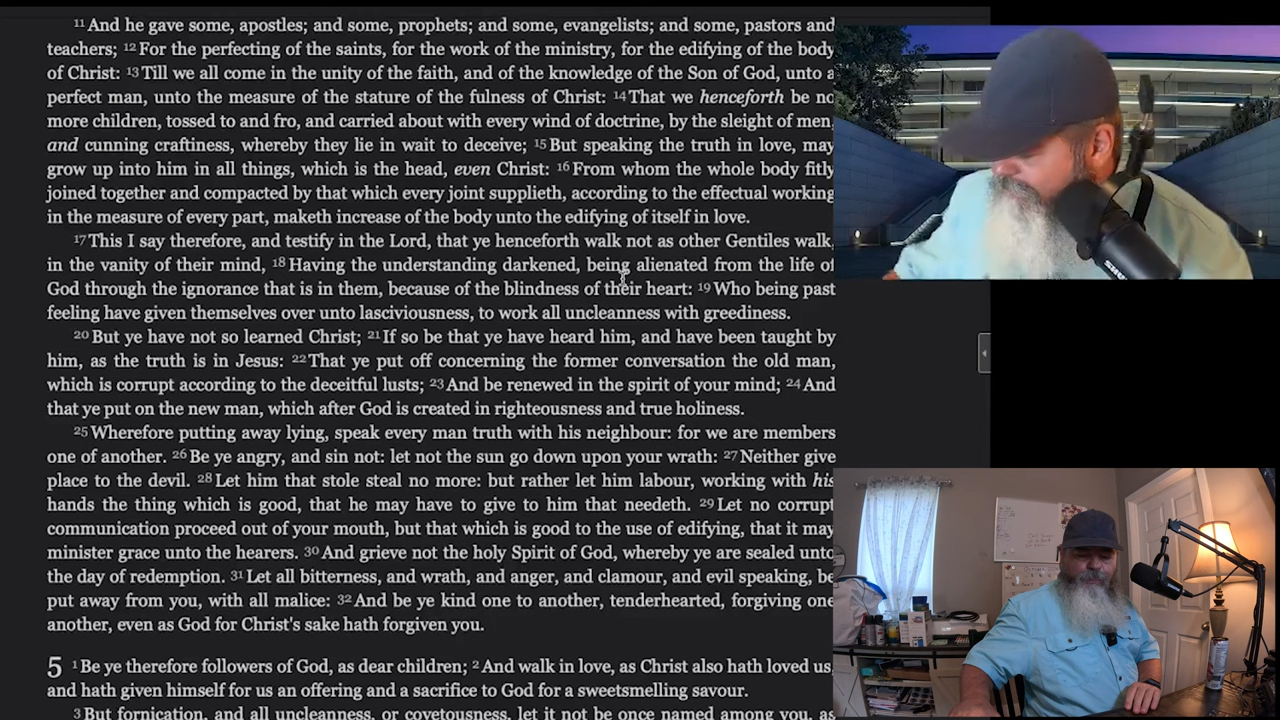 11 And he gave some, apostles; and some, prophets; and some, evangelists; and some, pastors and
teachers; 12 For the perfecting of the saints, for the work of the ministry, for the edifying of the body
of Christ: 13 Till we all come in the unity of the faith, and of the knowledge of the Son of God, unto a
perfect man, unto the measure of the stature of the fulness of Christ: 14 That we henceforth be no
more children, tossed to and fro, and carried about with every wind of doctrine, by the sleight of men,
and cunning craftiness, whereby they lie in wait to deceive; 15 But speaking the truth in love, may
grow up into him in all things, which is the head, even Christ: 16 From whom the whole body fitly
joined together and compacted by that which every joint supplieth, according to the effectual working
in the measure of every part, maketh increase of the body unto the edifying of itself in love.
17 This I say therefore, and testify in the Lord, that ye henceforth walk not as other Gentiles walk,
in the vanity of their mind, 18 Having the understanding darkened, being alienated from the life of
God through the ignorance that is in them, because of the blindness of their heart: 19 Who being past
feeling have given themselves over unto lasciviousness, to work all uncleanness with greediness.
20 But ye have not so learned Christ; 21 If so be that ye have heard him, and have been taught by
him, as the truth is in Jesus: 22 That ye put off concerning the former conversation the old man,
which is corrupt according to the deceitful lusts; 23 And be renewed in the spirit of your mind; 24 And
that ye put on the new man, which after God is created in righteousness and true holiness.
25 Wherefore putting away lying, speak every man truth with his neighbour: for we are members
one of another. 26 Be ye angry, and sin not: let not the sun go down upon your wrath: 27 Neither give
place to the devil. 28 Let him that stole steal no more: but rather let him labour, working with his
hands the thing which is good, that he may have to give to him that needeth. 29 Let no corrupt
communication proceed out of your mouth, but that which is good to the use of edifying, that it may
minister grace unto the hearers. 30 And grieve not the holy Spirit of God, whereby ye are sealed unto
the day of redemption. 31 Let all bitterness, and wrath, and anger, and clamour, and evil speaking, be
put away from you, with all malice: 32 And be ye kind one to another, tenderhearted, forgiving one
another, even as God for Christ's sake hath forgiven you.
5 1 Be ye therefore followers of God, as dear children; 2 And walk in love, as Christ also hath loved us,
and hath given himself for us an offering and a sacrifice to God for a sweetsmelling savour.
3 But fornication, and all uncleanness, or covetousness, let it not be once named among you, as